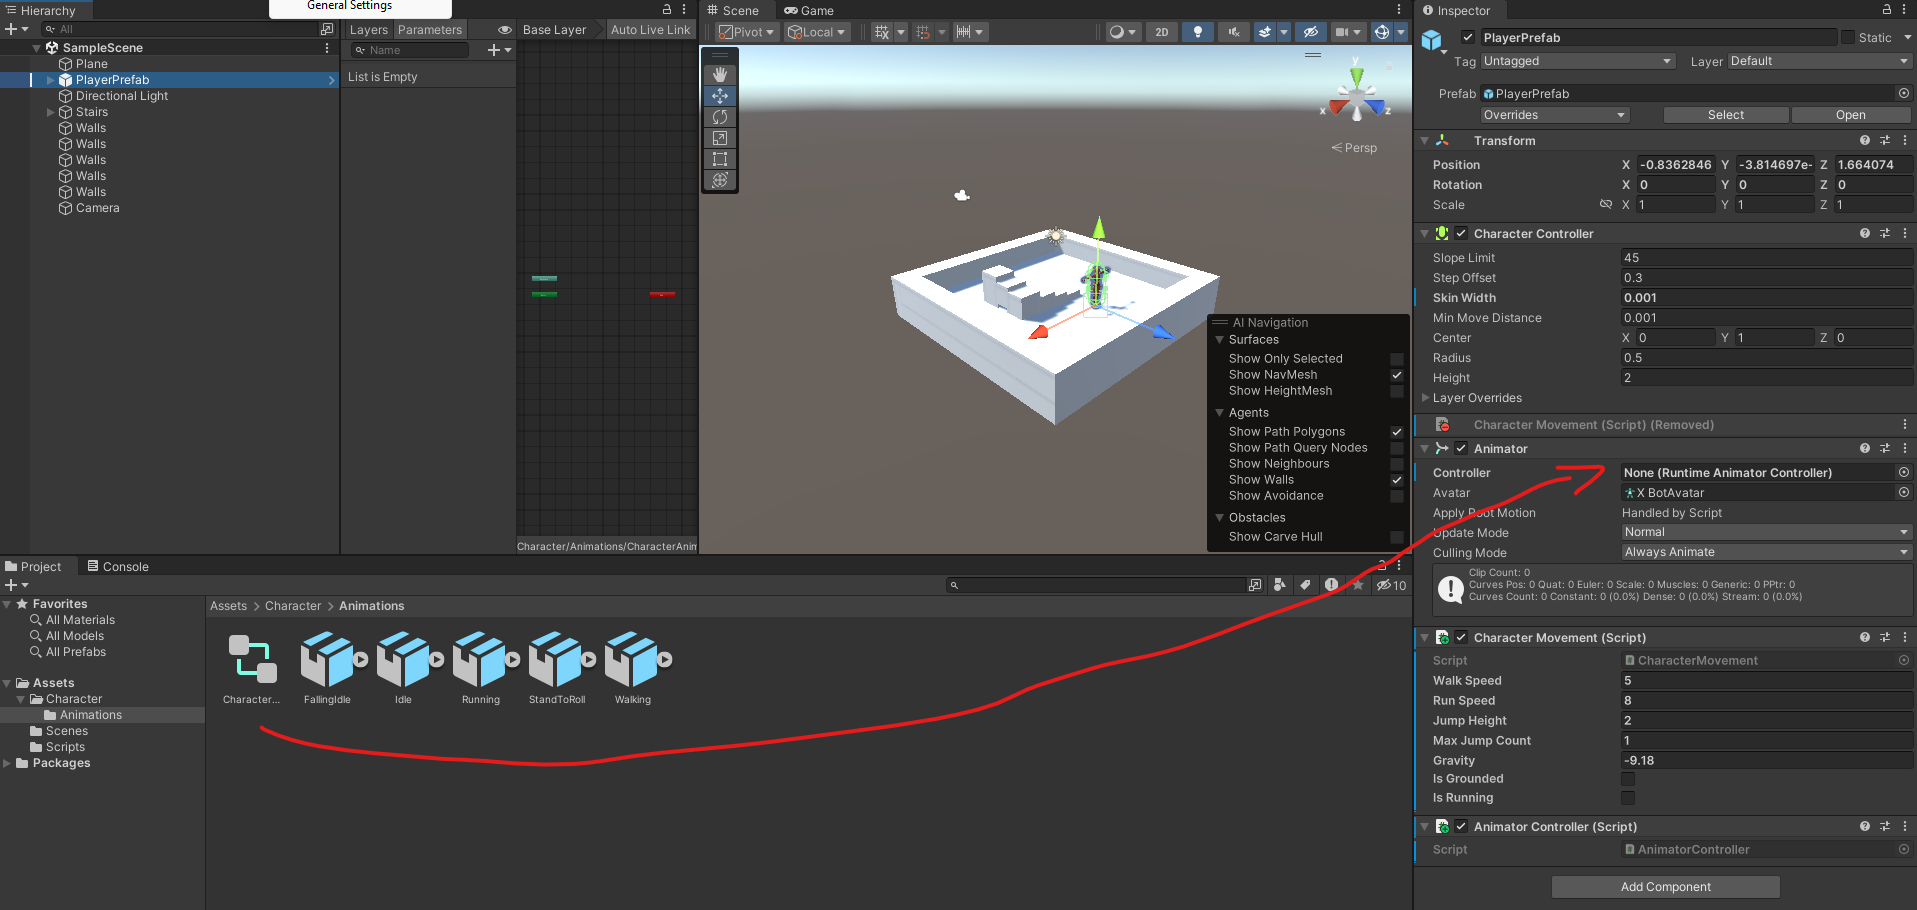 General Settings
Hierarchy
All
SampleScene
Plane
PlayerPrefab
Directional Light
Stairs
Walls
Walls
Walls
Walls
Walls
Camera
Layers
Parameters
Base Layer
Auto Live Link
Name
List is Empty
Character/Animations/CharacterAnim
Scene
Game
Pivot
Local
2D
y
x
z
Persp
AI Navigation
Surfaces
Show Only Selected
Show NavMesh
Show HeightMesh
Agents
Show Path Polygons
Show Path Query Nodes
Show Neighbours
Show Walls
Show Avoidance
Obstacles
Show Carve Hull
Project
Console
10
Favorites
All Materials
All Models
All Prefabs
Assets
Character
Animations
Scenes
Scripts
Packages
Assets > Character > Animations
Character...
FallingIdle
Idle
Running
StandToRoll
Walking
Inspector
PlayerPrefab
Static
Tag Untagged
Layer Default
Prefab PlayerPrefab
Overrides
Select
Open
Transform
Position X -0.8362846 Y -3.814697e- Z 1.664074
Rotation X 0 Y 0 Z 0
Scale X 1 Y 1 Z 1
Character Controller
Slope Limit 45
Step Offset 0.3
Skin Width 0.001
Min Move Distance 0.001
Center X 0 Y 1 Z 0
Radius 0.5
Height 2
Layer Overrides
Character Movement (Script) (Removed)
Animator
Controller None (Runtime Animator Controller)
Avatar X BotAvatar
Apply Root Motion Handled by Script
Update Mode Normal
Culling Mode Always Animate
Clip Count: 0
Curves Pos: 0 Quat: 0 Euler: 0 Scale: 0 Muscles: 0 Generic: 0 PPtr: 0
Curves Count: 0 Constant: 0 (0.0%) Dense: 0 (0.0%) Stream: 0 (0.0%)
Character Movement (Script)
Script CharacterMovement
Walk Speed 5
Run Speed 8
Jump Height 2
Max Jump Count 1
Gravity -9.18
Is Grounded
Is Running
Animator Controller (Script)
Script AnimatorController
Add Component